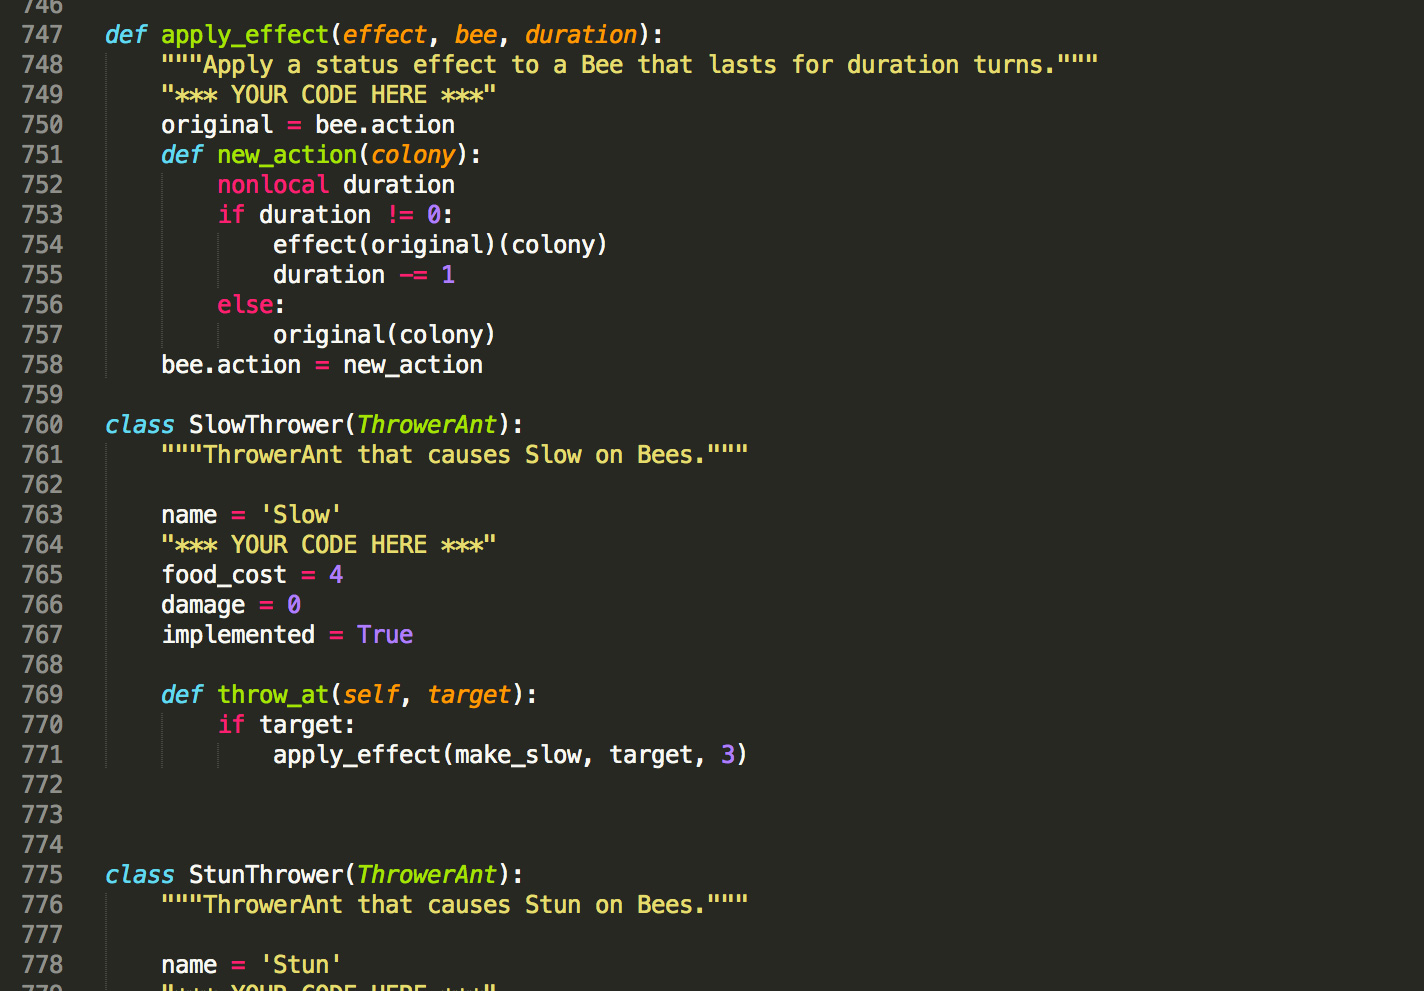 746
747 def apply_effect(effect, bee, duration):
748     """Apply a status effect to a Bee that lasts for duration turns."""
749     "*** YOUR CODE HERE ***"
750     original = bee.action
751     def new_action(colony):
752         nonlocal duration
753         if duration != 0:
754             effect(original)(colony)
755             duration -= 1
756         else:
757             original(colony)
758     bee.action = new_action
759
760 class SlowThrower(ThrowerAnt):
761     """ThrowerAnt that causes Slow on Bees."""
762
763     name = 'Slow'
764     "*** YOUR CODE HERE ***"
765     food_cost = 4
766     damage = 0
767     implemented = True
768
769     def throw_at(self, target):
770         if target:
771             apply_effect(make_slow, target, 3)
772
773
774
775 class StunThrower(ThrowerAnt):
776     """ThrowerAnt that causes Stun on Bees."""
777
778     name = 'Stun'
779     "*** YOUR CODE HERE ***"